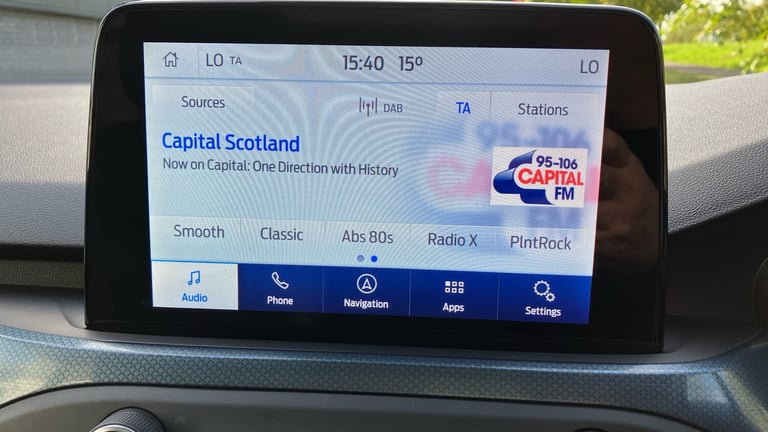 LO TA 15:40 15º LO
Sources DAB TA Stations
Capital Scotland
Now on Capital: One Direction with History
95-106
CAPITAL
FM
Smooth Classic Abs 80s Radio X PlntRock
Audio Phone Navigation Apps Settings